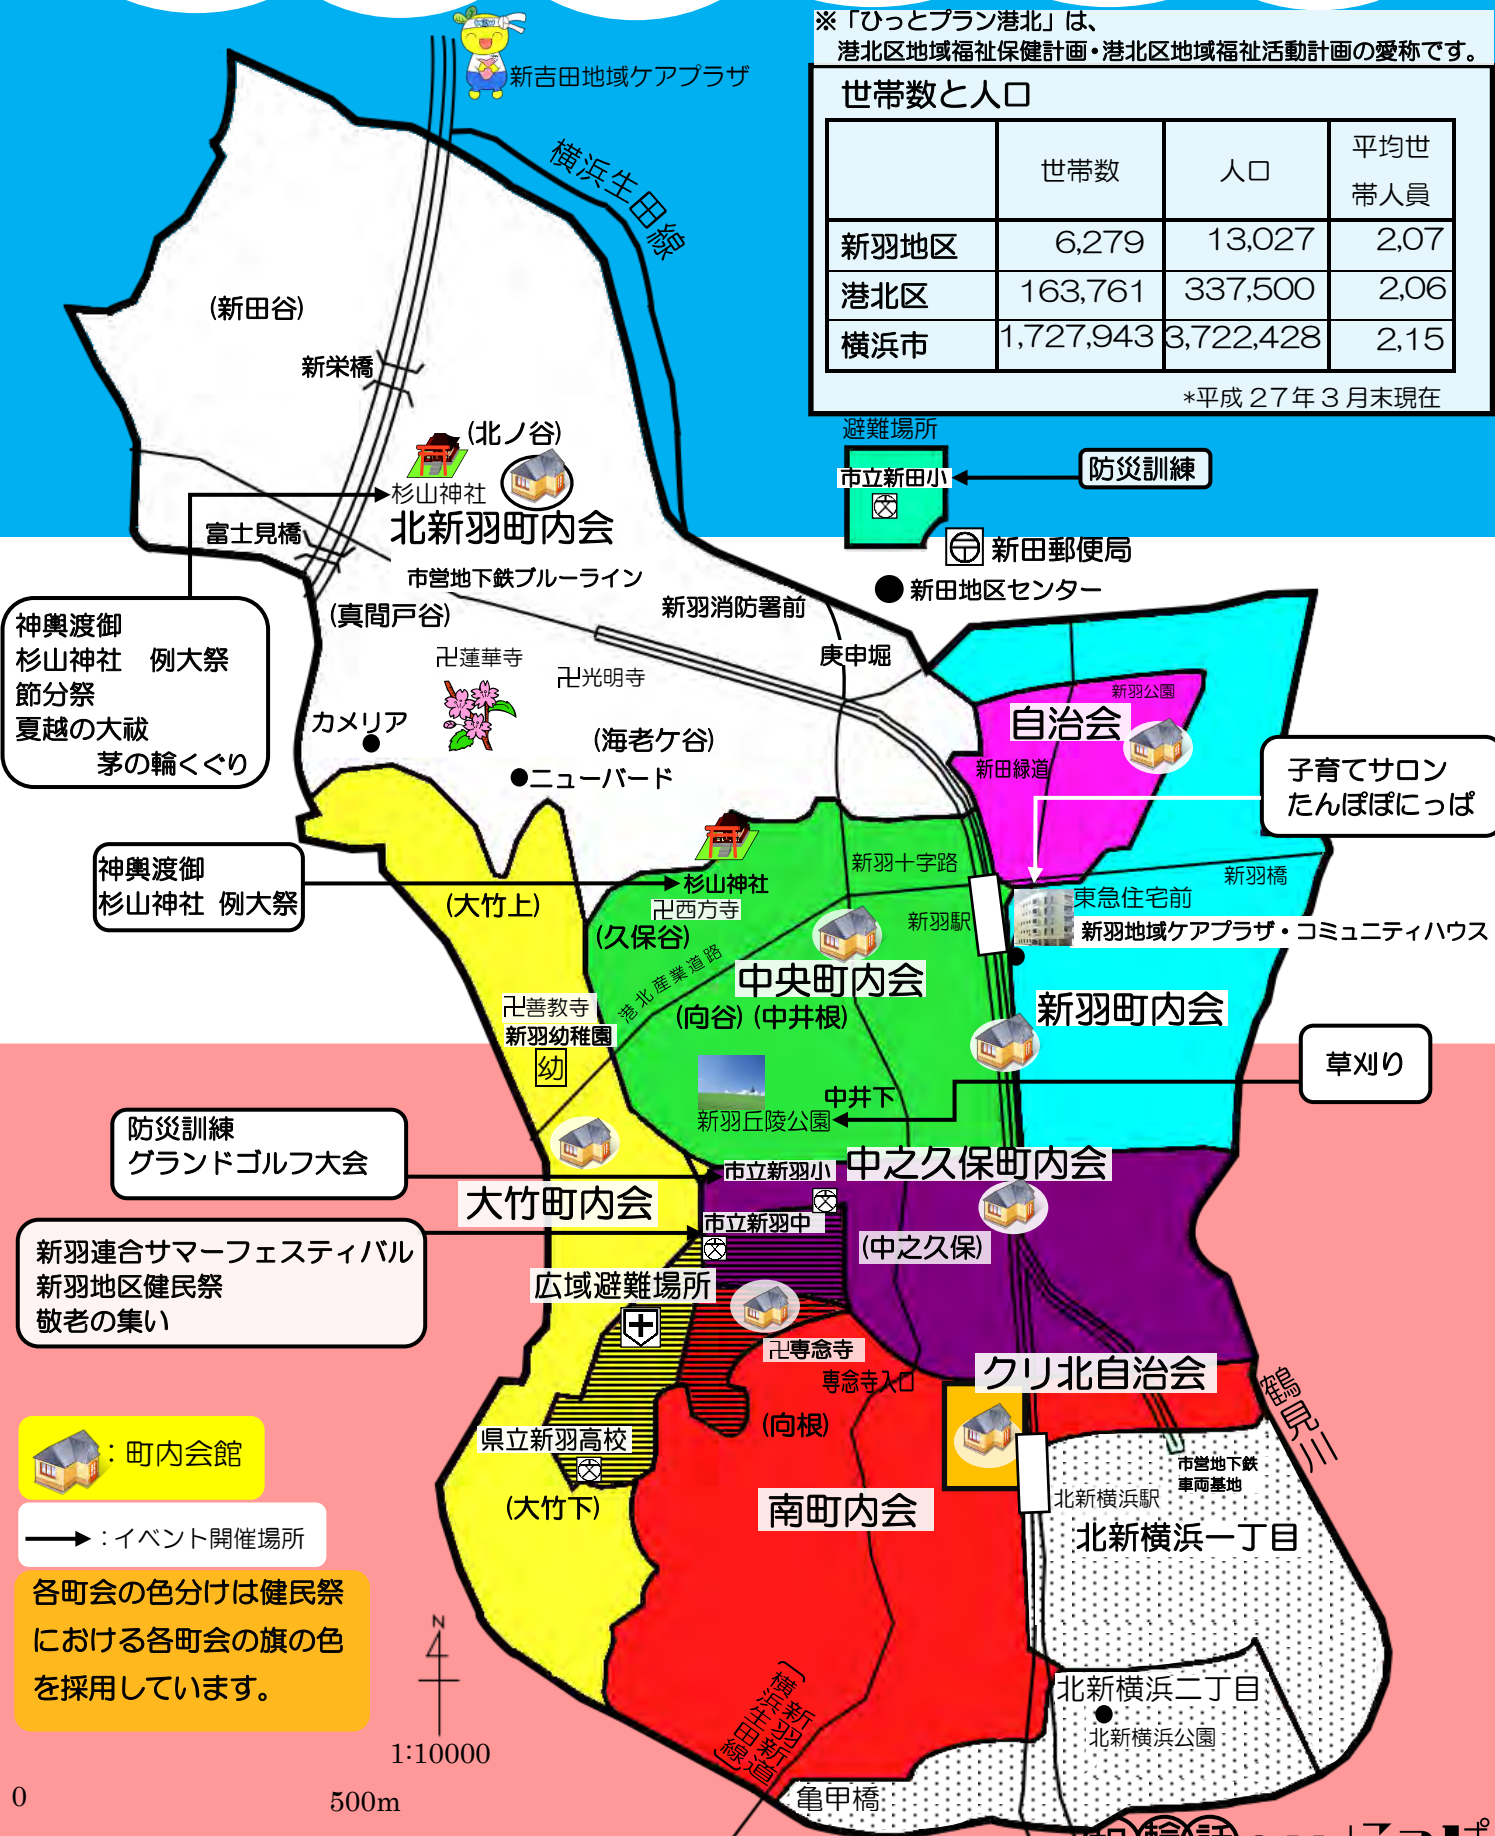 ※「ひっとプラン港北」は、
港北区地域福祉保健計画・港北区地域福祉活動計画の愛称です。
世帯数と人口
世帯数 人口 平均世
帯人員
新羽地区 6,279 13,027 2,07
港北区 163,761 337,500 2,06
横浜市 1,727,943 3,722,428 2,15
*平成27年3月末現在
新吉田地域ケアプラザ
横浜生田線
(新田谷)
新栄橋
(北ノ谷)
杉山神社
北新羽町内会
富士見橋
市営地下鉄ブルーライン
(真間戸谷)
避難場所
市立新田小
文
防災訓練
〒 新田郵便局
新田地区センター
新羽消防署前
庚申堀
神輿渡御
杉山神社 例大祭
節分祭
夏越の大祓
茅の輪くぐり
卍蓮華寺
卍光明寺
カメリア
(海老ケ谷)
ニューバード
新羽公園
自治会
新田緑道
子育てサロン
たんぽぽにっぱ
神輿渡御
杉山神社 例大祭
杉山神社
卍西方寺
(久保谷)
(大竹上)
新羽十字路
新羽駅
新羽橋
東急住宅前
新羽地域ケアプラザ・コミュニティハウス
港北産業道路
中央町内会
(向谷)(中井根)
新羽町内会
卍善教寺
新羽幼稚園
幼
草刈り
中井下
新羽丘陵公園
防災訓練
グランドゴルフ大会
市立新羽小
文
中之久保町内会
大竹町内会
新羽連合サマーフェスティバル
新羽地区健民祭
敬老の集い
市立新羽中
文
(中之久保)
広域避難場所
卍専念寺
専念寺入口
クリ北自治会
鶴見川
(向根)
県立新羽高校
文
(大竹下)
南町内会
市営地下鉄
車両基地
北新横浜駅
北新横浜一丁目
:町内会館
:イベント開催場所
各町会の色分けは健民祭
における各町会の旗の色
を採用しています。
N
1:10000
0 500m
新羽新道
(横浜生田線)
北新横浜二丁目
北新横浜公園
亀甲橋